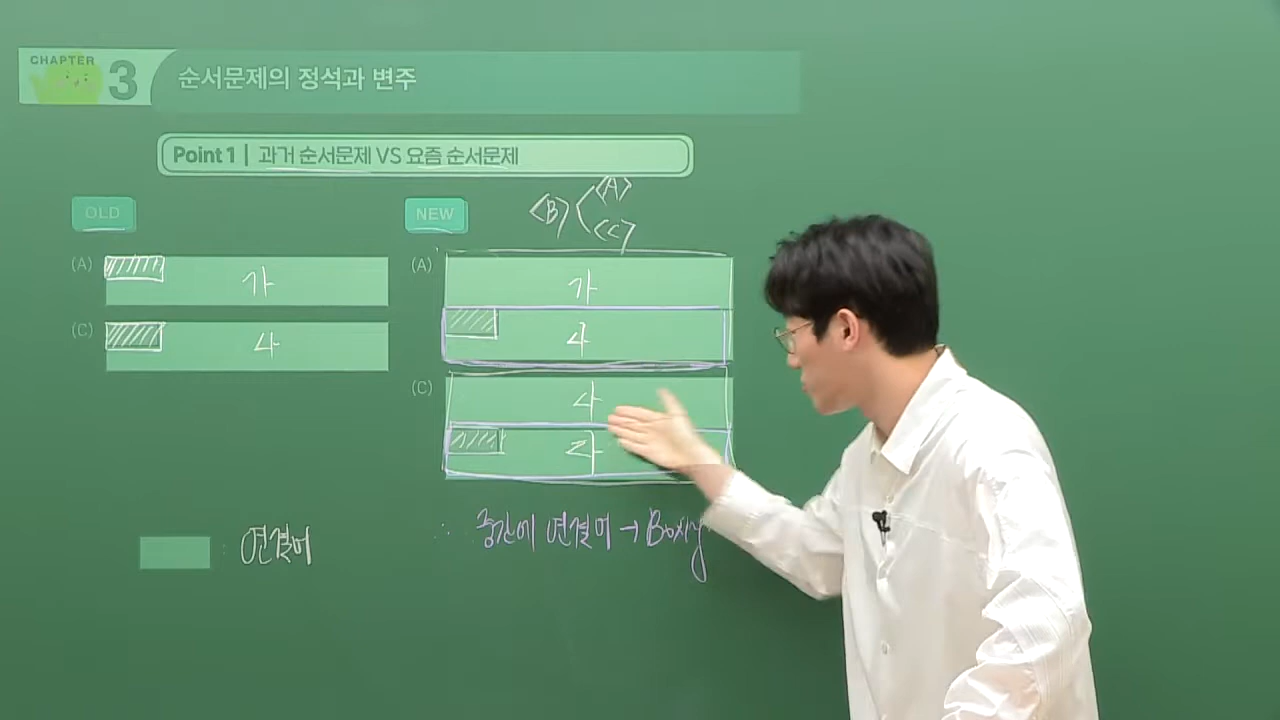 CHAPTER 3 순서문제의 정석과 변주
Point 1 | 과거 순서문제 VS 요즘 순서문제
OLD
(A) 가
(C) 나
: 연결어
NEW
<B> <A>
<C>
(A) 가
다
(C) 나
라
∴ 중간에 연결어 → Boxing